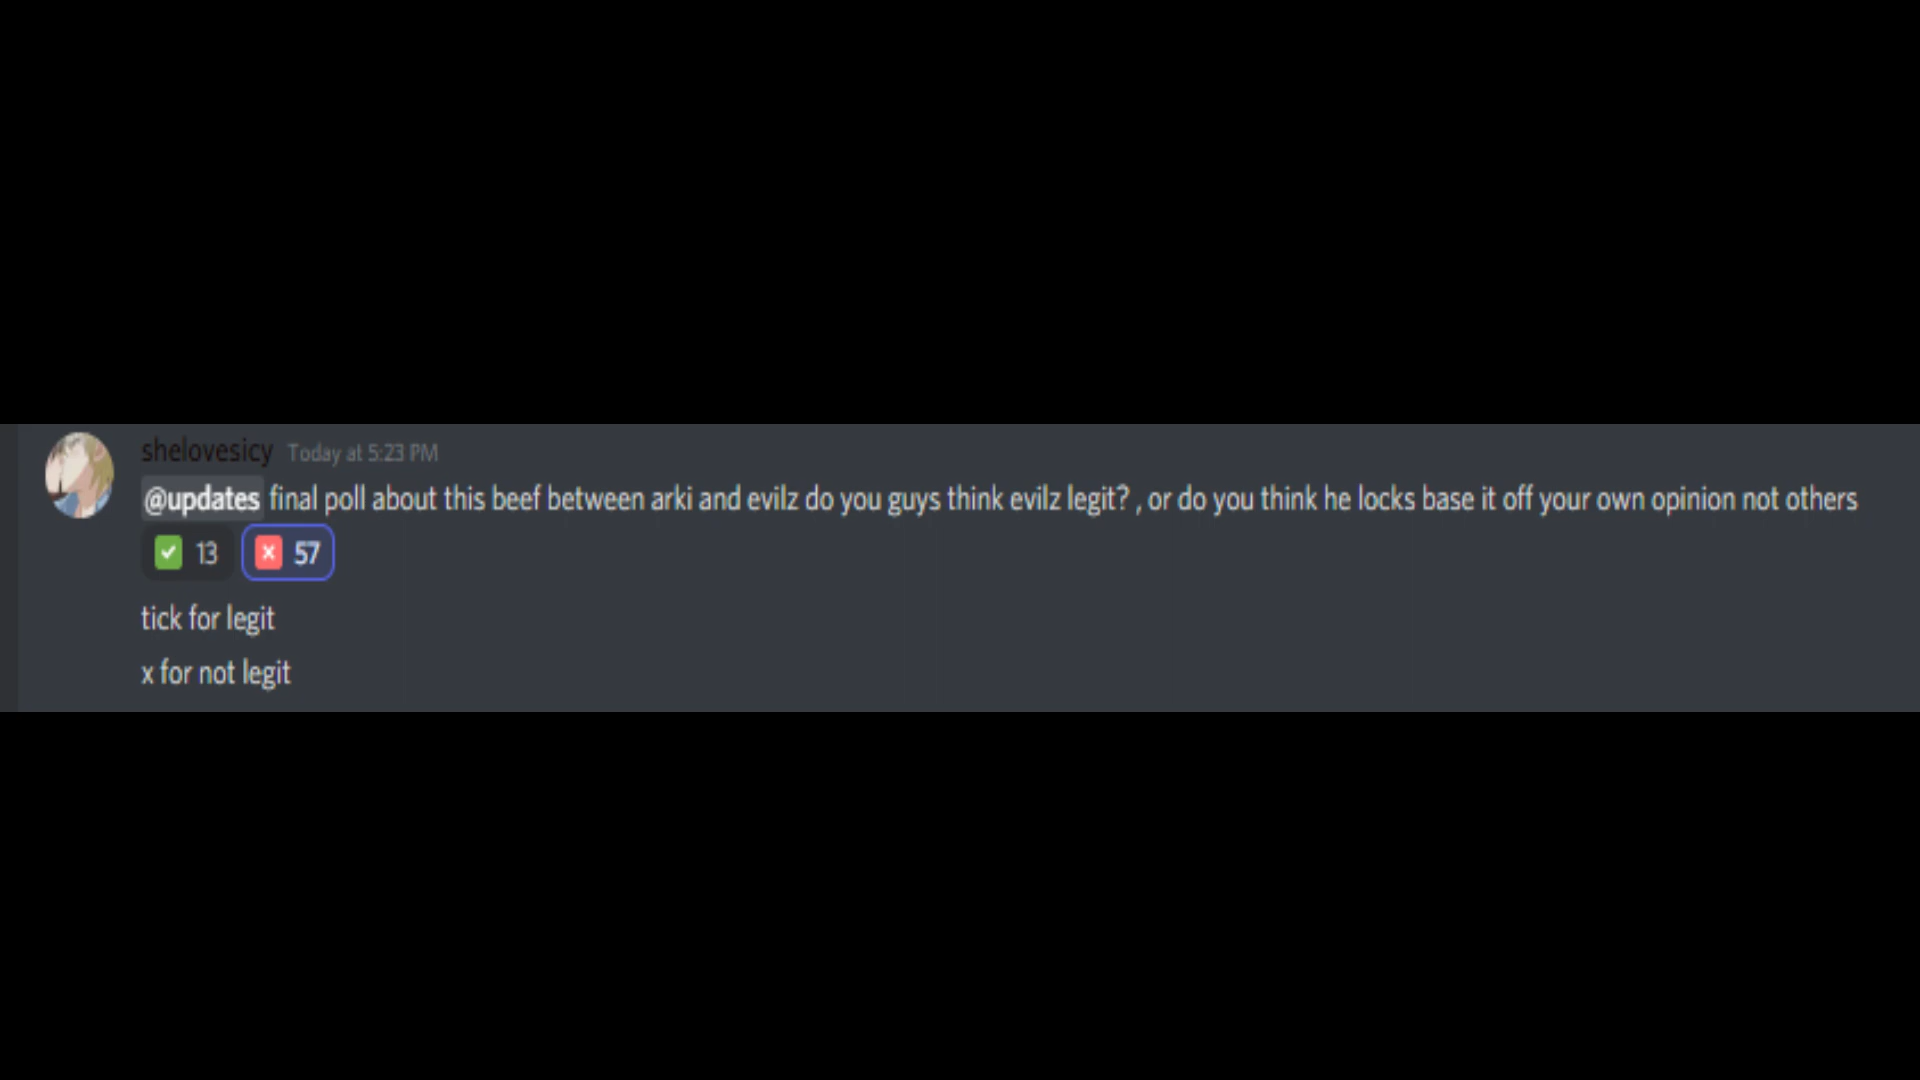 shelovesicy Today at 5:23 PM
@updates final poll about this beef between arki and evilz do you guys think evilz legit? , or do you think he locks base it off your own opinion not others
13 57
tick for legit
x for not legit